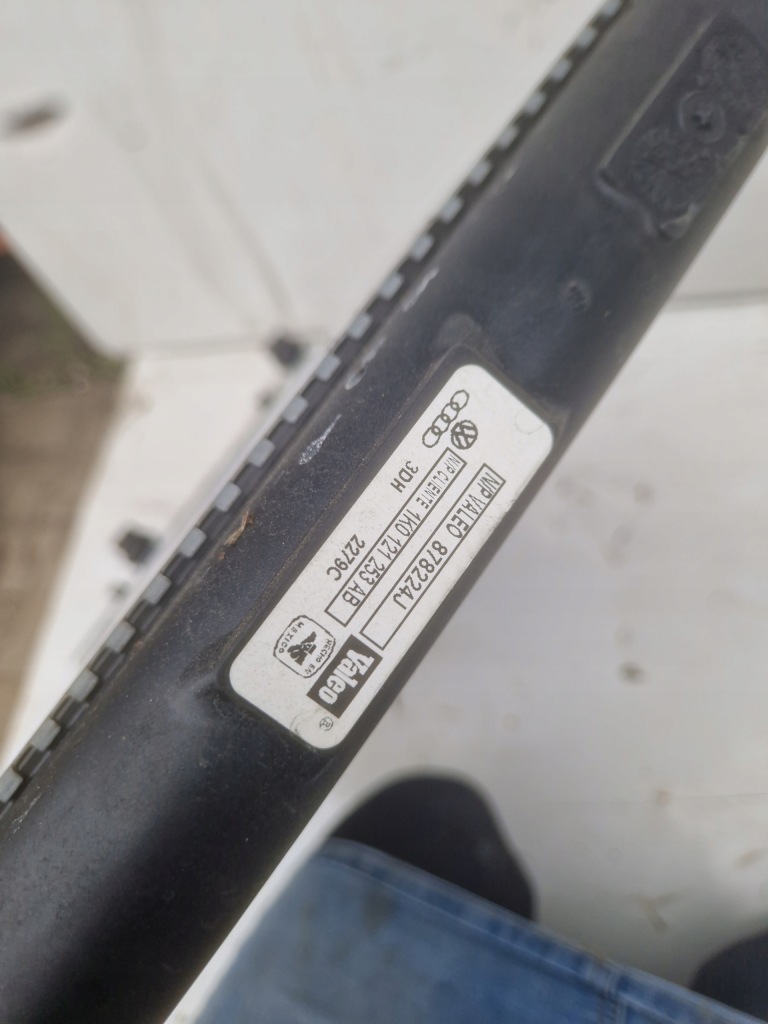 N/P VALEO 878224J
N/P CLIENTE 1K0 121 253 AB
3DH
2279C
Valeo ®
HECHO EN
MEXICO